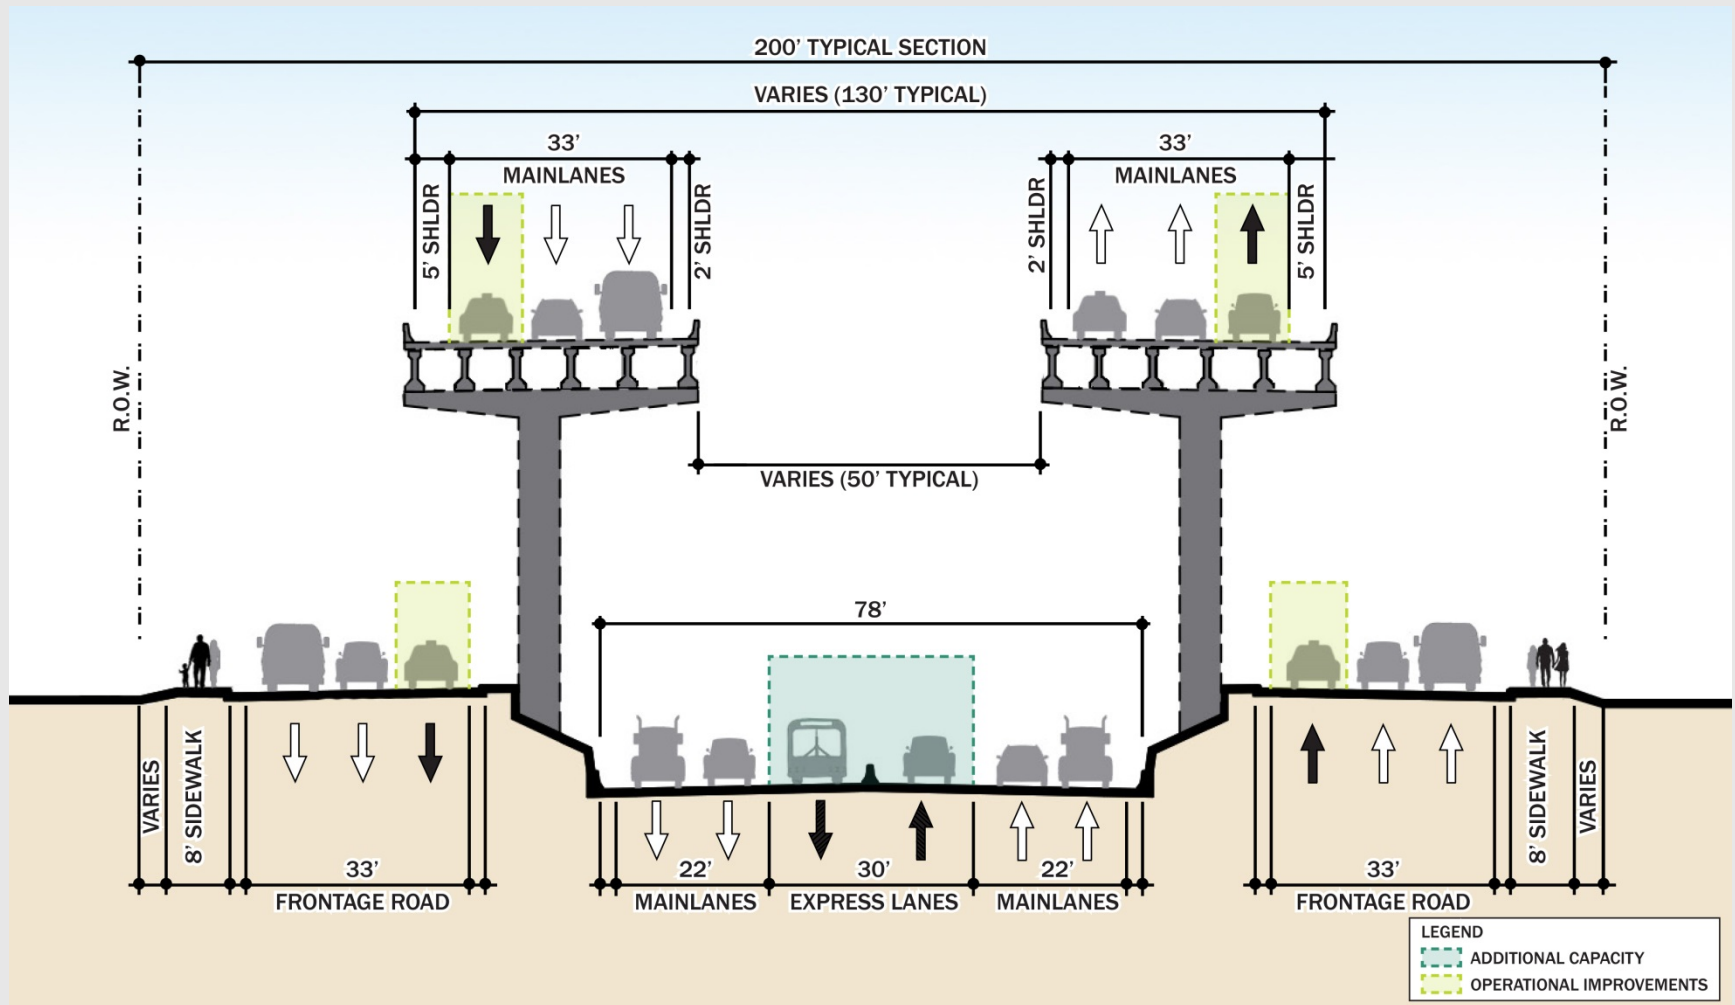 200’ TYPICAL SECTION
VARIES (130’ TYPICAL)
33’
MAINLANES
5’ SHLDR
2’ SHLDR
33’
MAINLANES
2’ SHLDR
5’ SHLDR
R.O.W.
R.O.W.
VARIES (50’ TYPICAL)
78’
VARIES
8’ SIDEWALK
33’
FRONTAGE ROAD
22’
MAINLANES
30’
EXPRESS LANES
22’
MAINLANES
33’
FRONTAGE ROAD
8’ SIDEWALK
VARIES
LEGEND
ADDITIONAL CAPACITY
OPERATIONAL IMPROVEMENTS